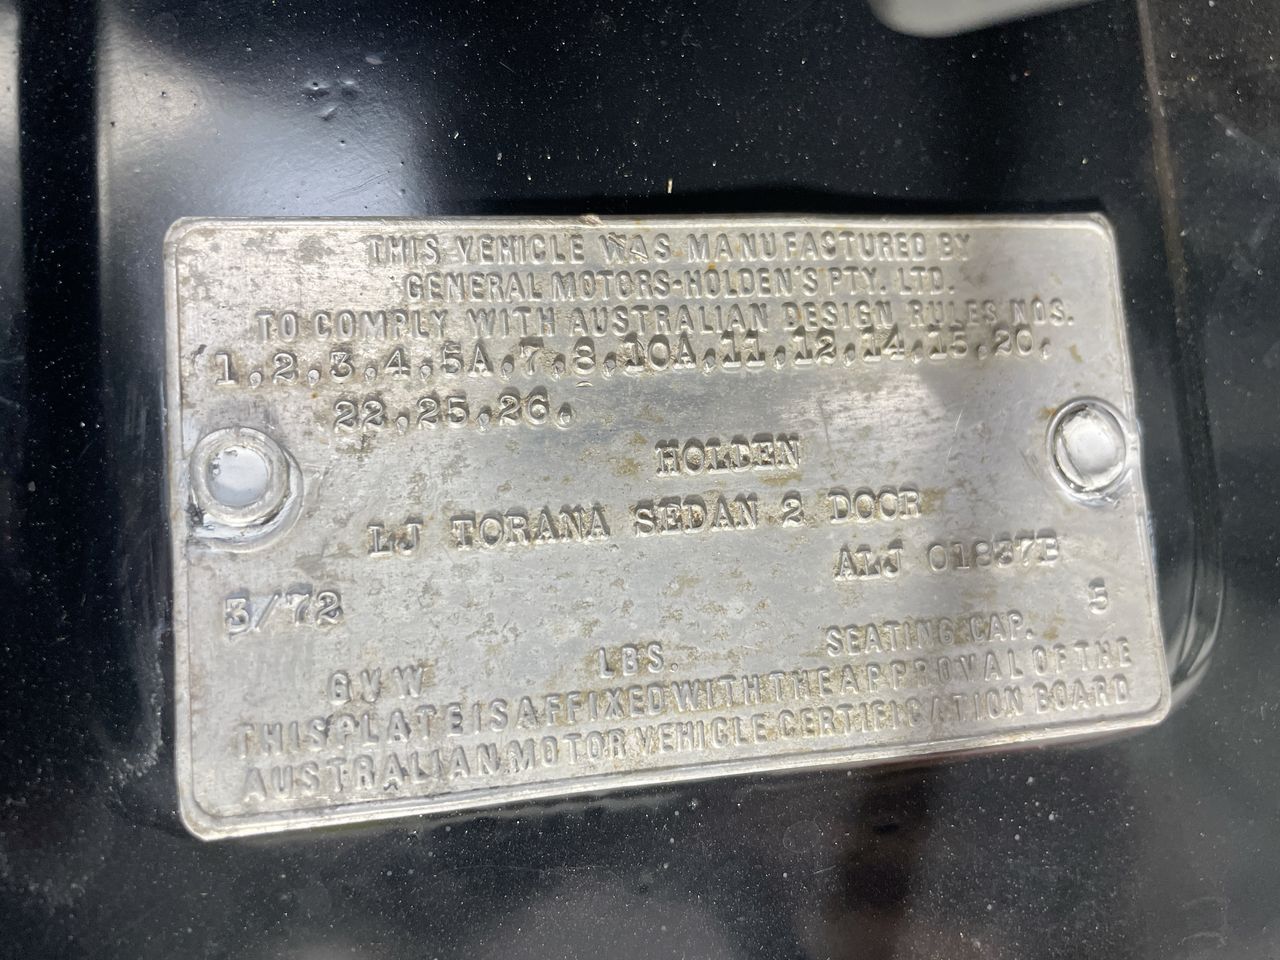 THIS VEHICLE WAS MANUFACTURED BY
GENERAL MOTORS-HOLDEN'S PTY. LTD.
TO COMPLY WITH AUSTRALIAN DESIGN RULES NOS.
1,2,3,4,5A,7,8,10A,11,12,14,15,20,
22,25,26.
HOLDEN
LJ TORANA SEDAN 2 DOOR
ALJ 01837B
3/72 5
GVW LBS. SEATING CAP.
THIS PLATE IS AFFIXED WITH THE APPROVAL OF THE
AUSTRALIAN MOTOR VEHICLE CERTIFICATION BOARD